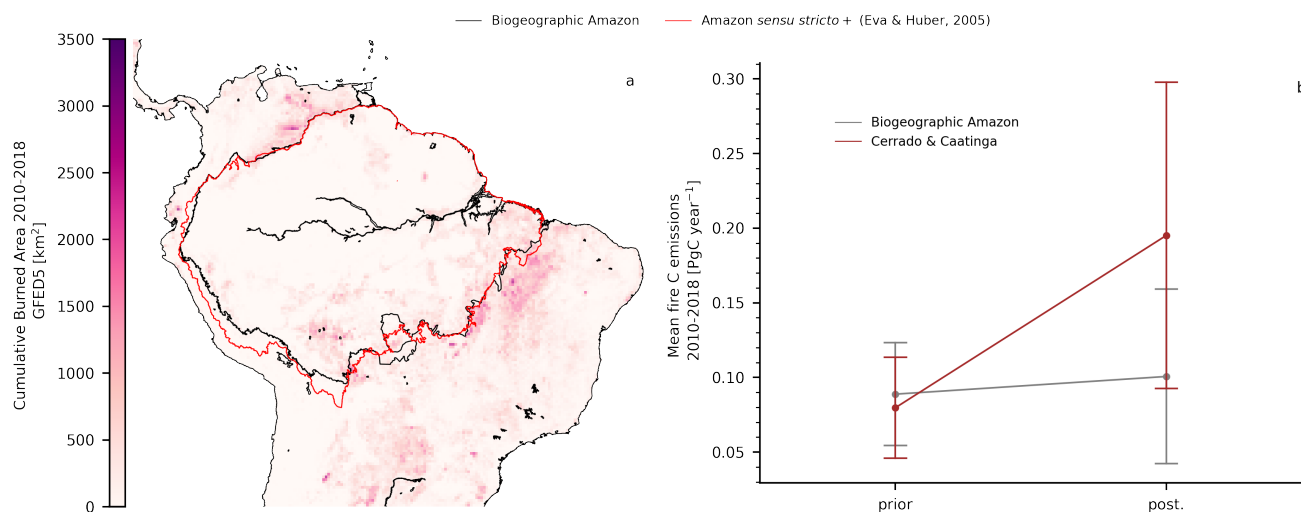 Biogeographic Amazon
Amazon sensu stricto + (Eva & Huber, 2005)
Cumulative Burned Area 2010-2018
GFED5 [km²]
3500
3000
2500
2000
1500
1000
500
0
a
Mean fire C emissions
2010-2018 [PgC year⁻¹]
0.30
0.25
0.20
0.15
0.10
0.05
Biogeographic Amazon
Cerrado & Caatinga
prior
post.
b